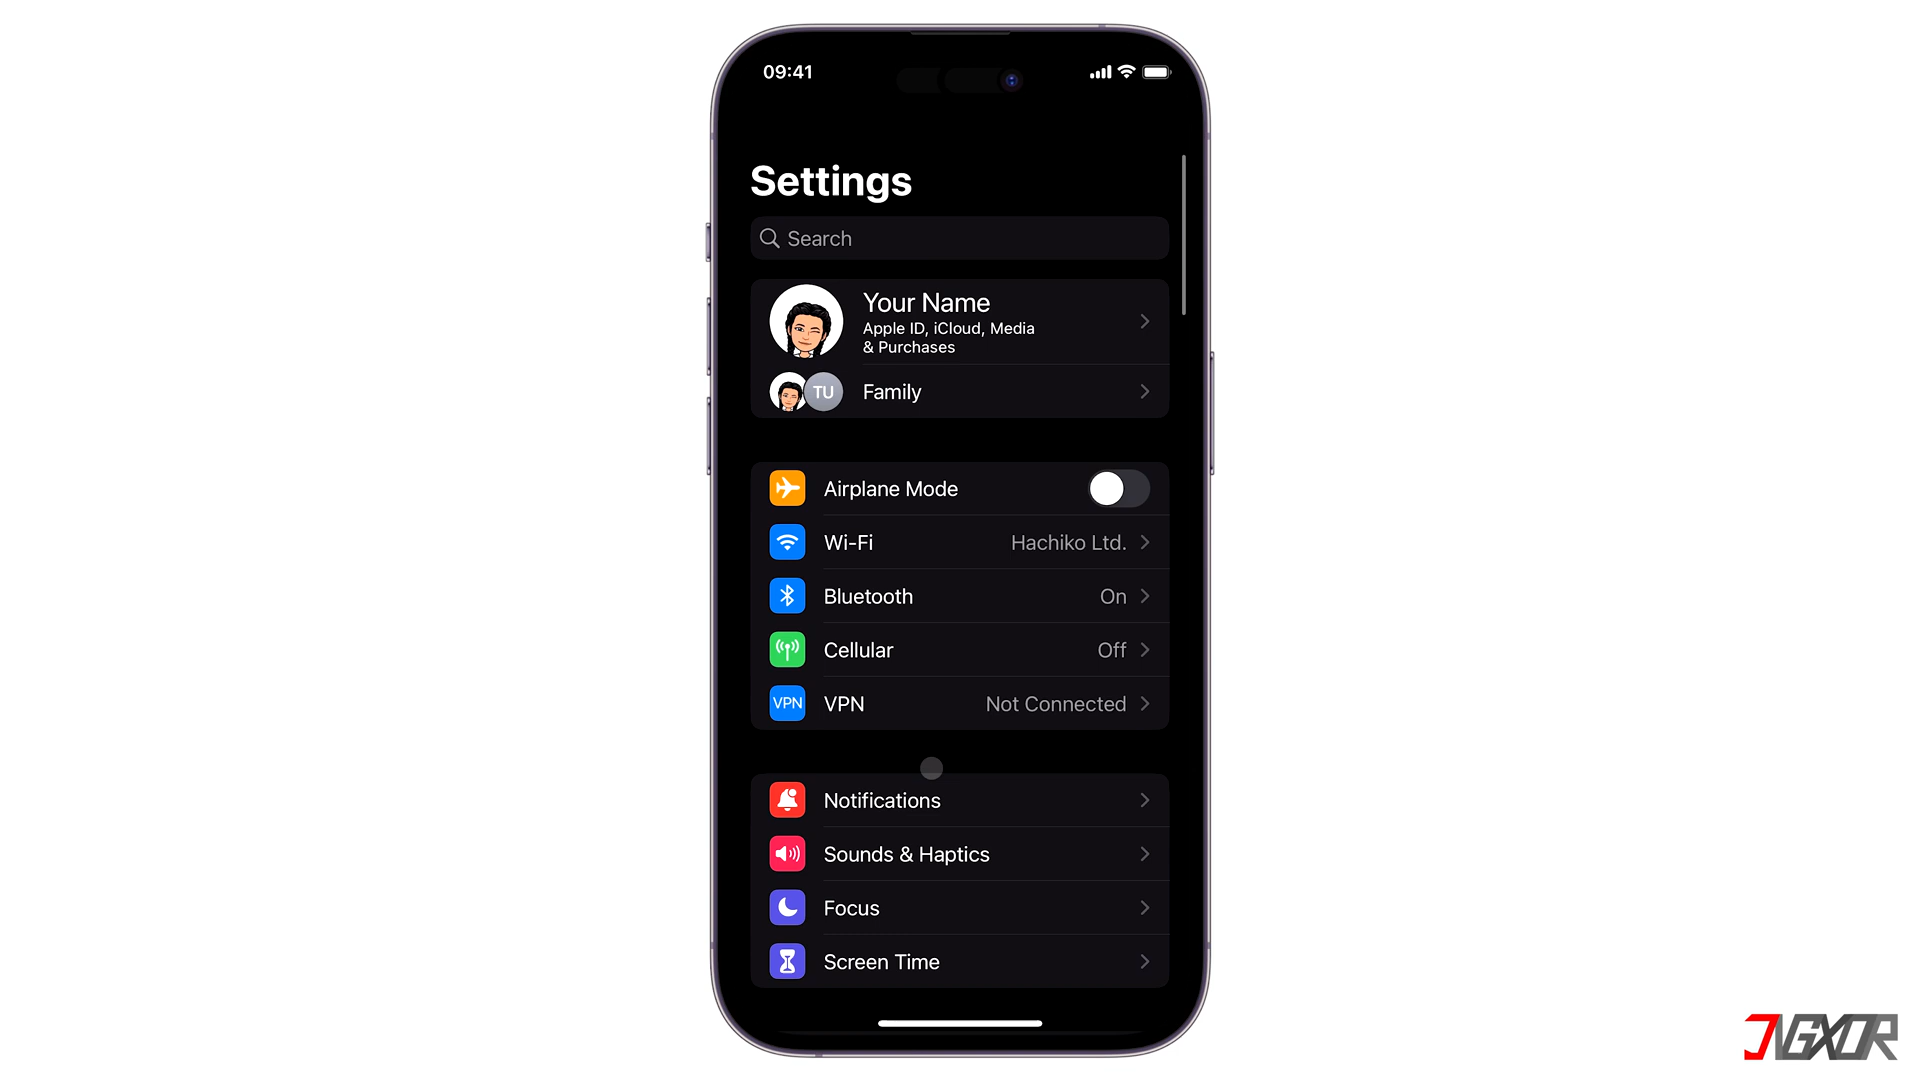 09:41
Settings
Search
Your Name
Apple ID, iCloud, Media
& Purchases
TU Family
Airplane Mode
Wi-Fi Hachiko Ltd.
Bluetooth On
Cellular Off
VPN VPN Not Connected
Notifications
Sounds & Haptics
Focus
Screen Time
JVGXOR